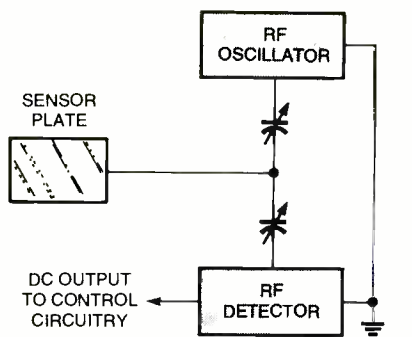 RF
OSCILLATOR
SENSOR
PLATE
DC OUTPUT
TO CONTROL
CIRCUITRY
RF
DETECTOR